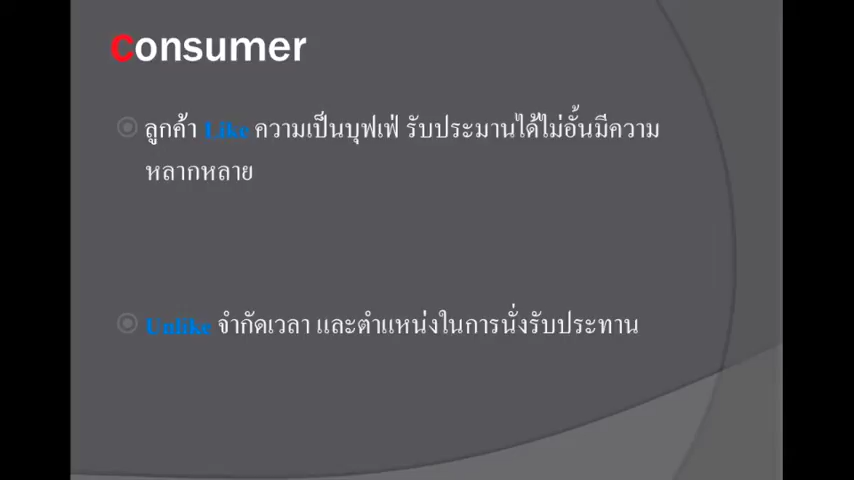 consumer
ลูกค้า Like ความเป็นบุฟเฟ่ รับประมานได้ไม่อั้นมีความ
หลากหลาย
Unlike จำกัดเวลา และตำแหน่งในการนั่งรับประทาน